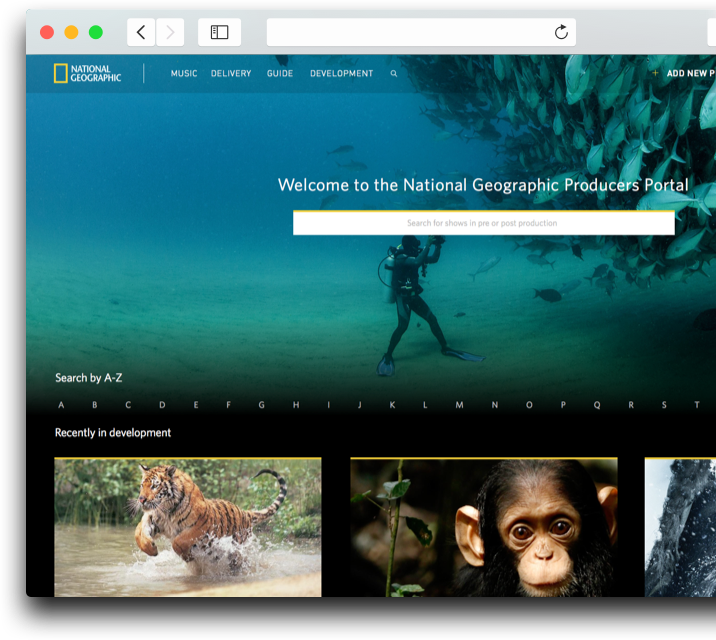 NATIONAL
GEOGRAPHIC
MUSIC DELIVERY GUIDE DEVELOPMENT + ADD NEW P
Welcome to the National Geographic Producers Portal
Search for shows in pre or post production
Search by A-Z
A B C D E F G H I J K L M N O P Q R S T
Recently in development